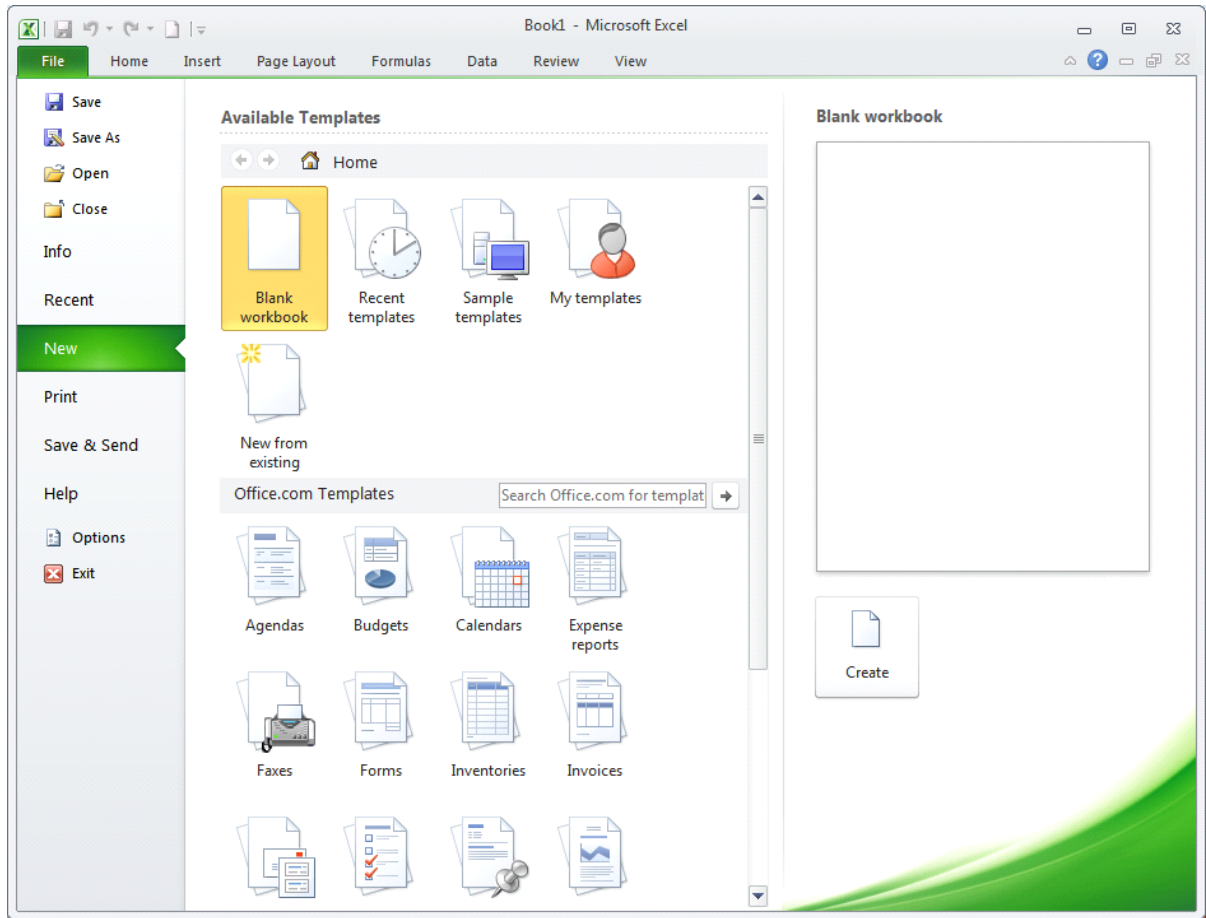 Book1 - Microsoft Excel
File Home Insert Page Layout Formulas Data Review View
Save
Save As
Open
Close
Info
Recent
New
Print
Save & Send
Help
Options
Exit
Available Templates
Home
Blank
workbook
Recent
templates
Sample
templates
My templates
New from
existing
Office.com Templates
Search Office.com for templat
Agendas
Budgets
Calendars
Expense
reports
Faxes
Forms
Inventories
Invoices
Blank workbook
Create